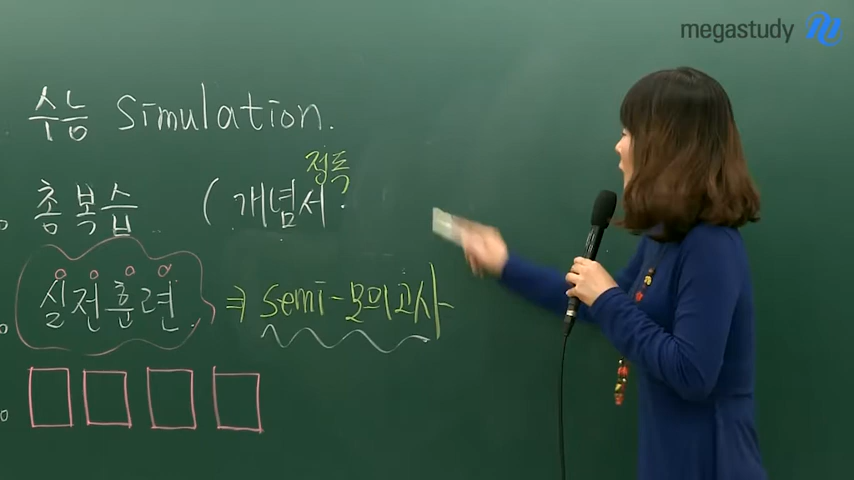 megastudy
수능 Simulation.
정독
총복습 (개념서.
실전훈련. ⇒ semi-모의고사